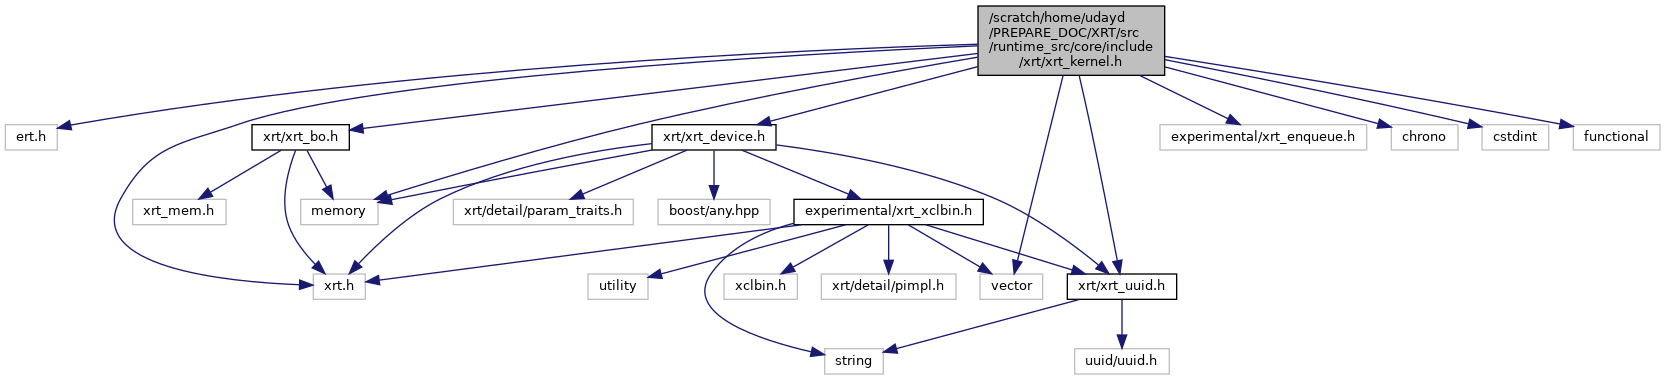 /scratch/home/udayd
/PREPARE_DOC/XRT/src
/runtime_src/core/include
/xrt/xrt_kernel.h
ert.h
xrt/xrt_bo.h
xrt/xrt_device.h
experimental/xrt_enqueue.h
chrono
cstdint
functional
xrt_mem.h
memory
xrt/detail/param_traits.h
boost/any.hpp
experimental/xrt_xclbin.h
xrt.h
utility
xclbin.h
xrt/detail/pimpl.h
vector
xrt/xrt_uuid.h
string
uuid/uuid.h